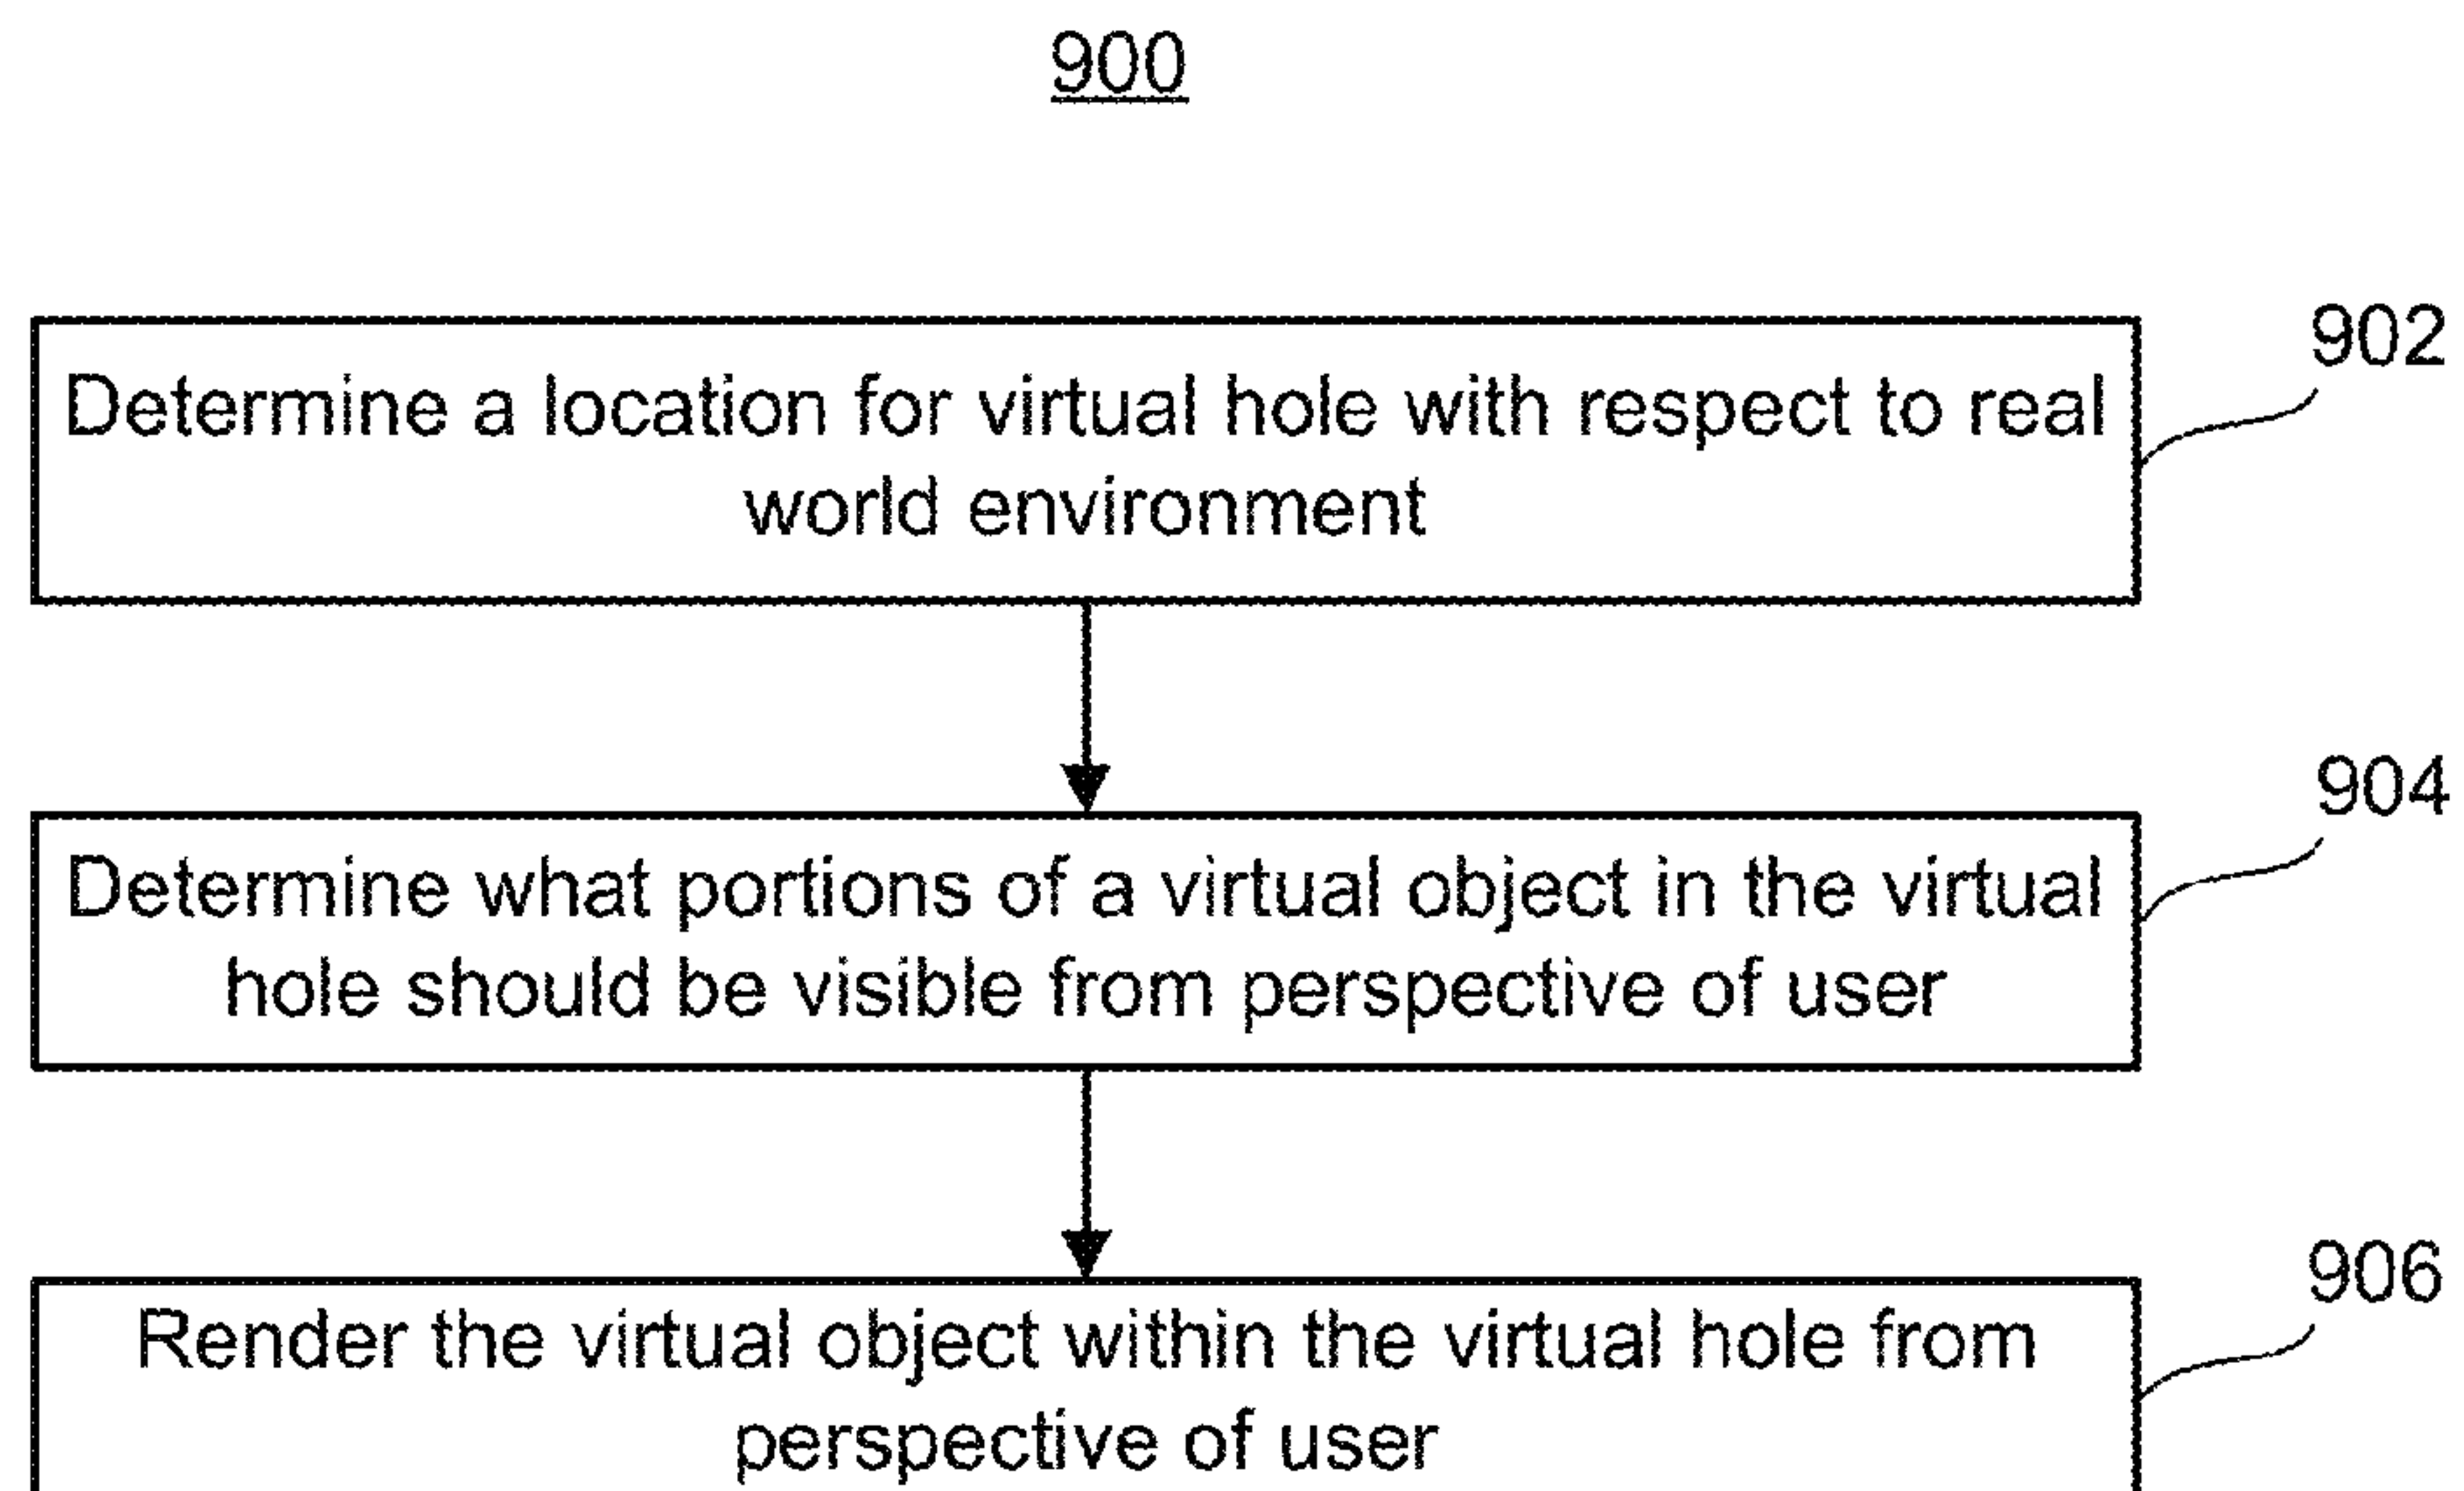 900
902
Determine a location for virtual hole with respect to real
world environment
904
Determine what portions of a virtual object in the virtual
hole should be visible from perspective of user
906
Render the virtual object within the virtual hole from
perspective of user